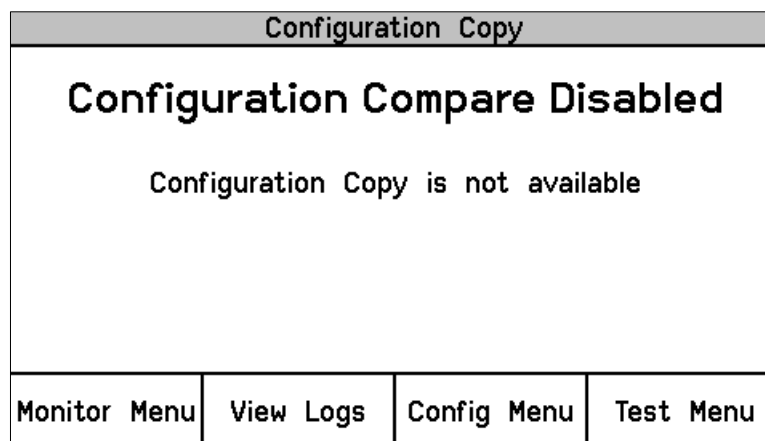 Configuration Copy
Configuration Compare Disabled
Configuration Copy is not available
Monitor Menu View Logs Config Menu Test Menu